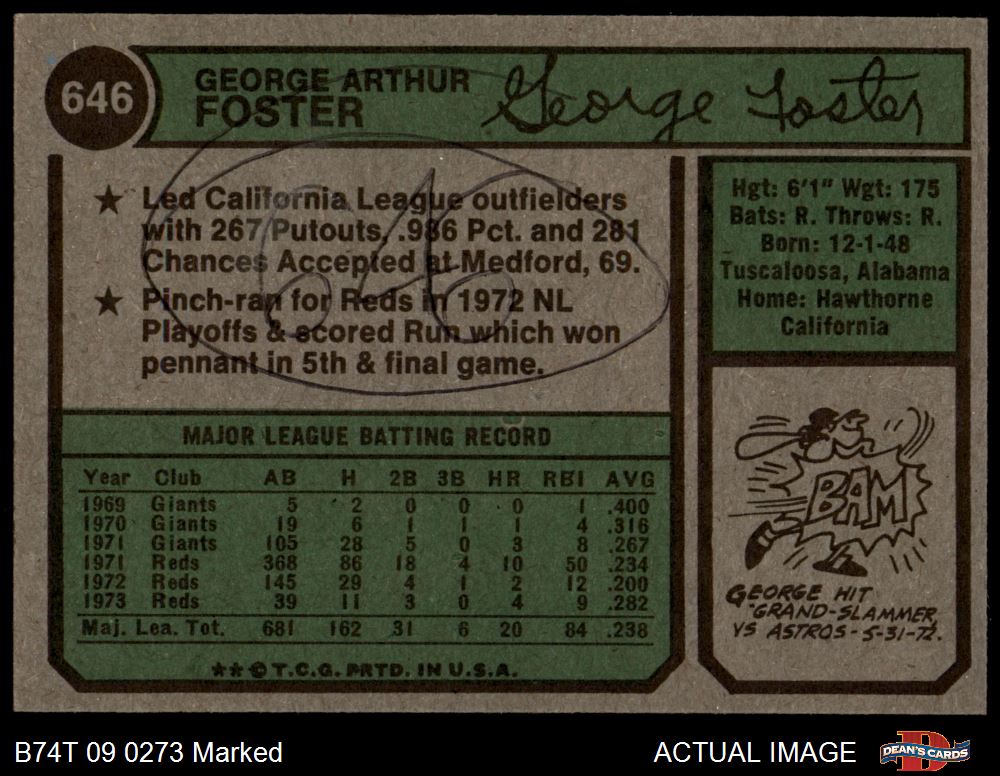 646
GEORGE ARTHUR
FOSTER
George Foster
★ Led California League outfielders
with 267 Putouts, .986 Pct. and 281
Chances Accepted at Medford, 69.
★ Pinch-ran for Reds in 1972 NL
Playoffs & scored Run which won
pennant in 5th & final game.
Hgt: 6'1" Wgt: 175
Bats: R. Throws: R.
Born: 12-1-48
Tuscaloosa, Alabama
Home: Hawthorne
California
MAJOR LEAGUE BATTING RECORD
Year Club AB H 2B 3B HR RBI AVG
1969 Giants 5 2 0 0 0 1 .400
1970 Giants 19 6 1 1 1 4 .316
1971 Giants 105 28 5 0 3 8 .267
1971 Reds 368 86 18 4 10 50 .234
1972 Reds 145 29 4 1 2 12 .200
1973 Reds 39 11 3 0 4 9 .282
Maj. Lea. Tot. 681 162 31 6 20 84 .238
★★©T.C.G. PRTD. IN U.S.A.
BAM
GEORGE HIT
GRAND-SLAMMER
VS ASTROS-5-31-72.
B74T 09 0273 Marked
ACTUAL IMAGE
DEAN'S CARDS